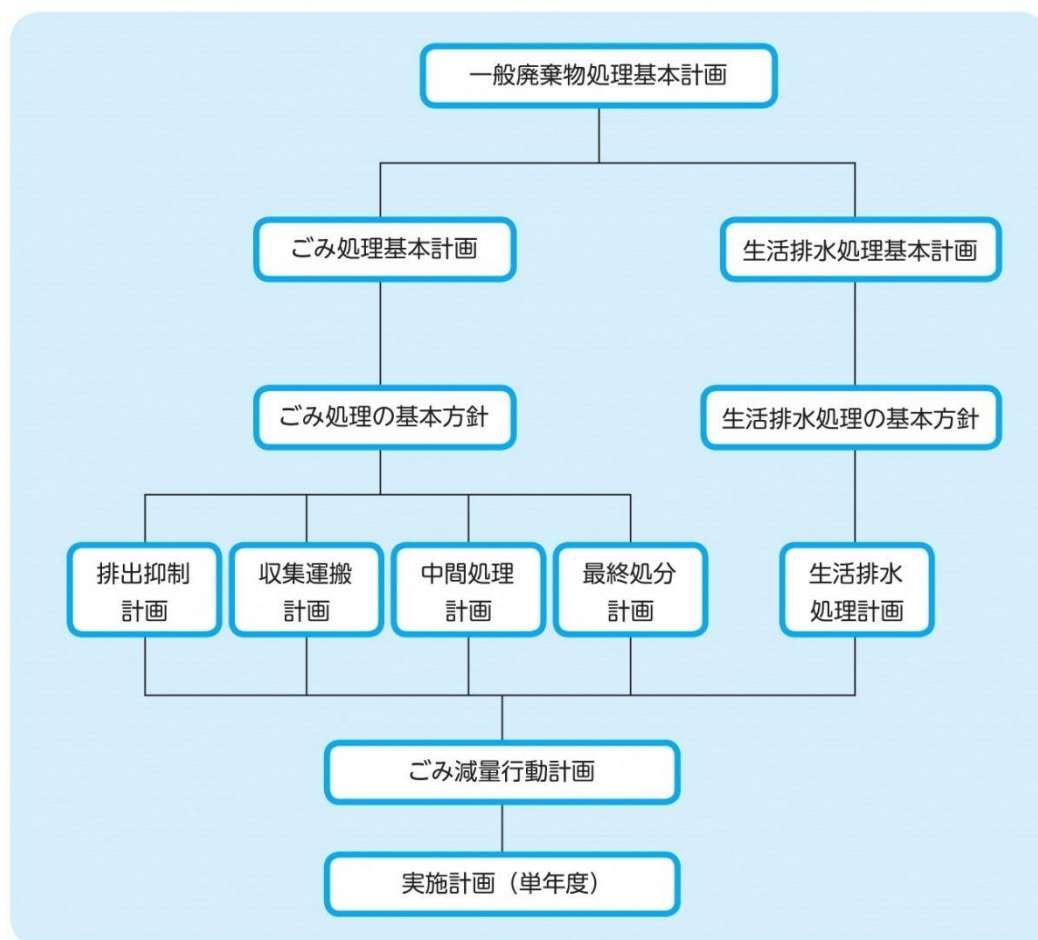 一般廃棄物処理基本計画
ごみ処理基本計画
生活排水処理基本計画
ごみ処理の基本方針
生活排水処理の基本方針
排出抑制
計画
収集運搬
計画
中間処理
計画
最終処分
計画
生活排水
処理計画
ごみ減量行動計画
実施計画（単年度）